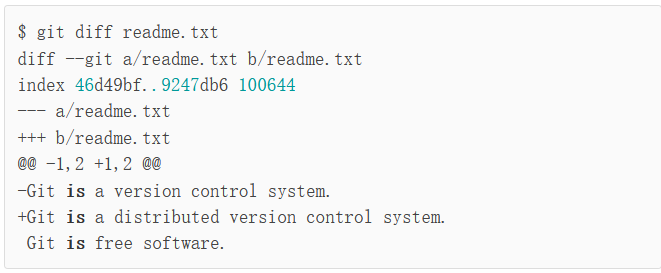 $ git diff readme.txt
diff --git a/readme.txt b/readme.txt
index 46d49bf..9247db6 100644
--- a/readme.txt
+++ b/readme.txt
@@ -1,2 +1,2 @@
-Git is a version control system.
+Git is a distributed version control system.
 Git is free software.